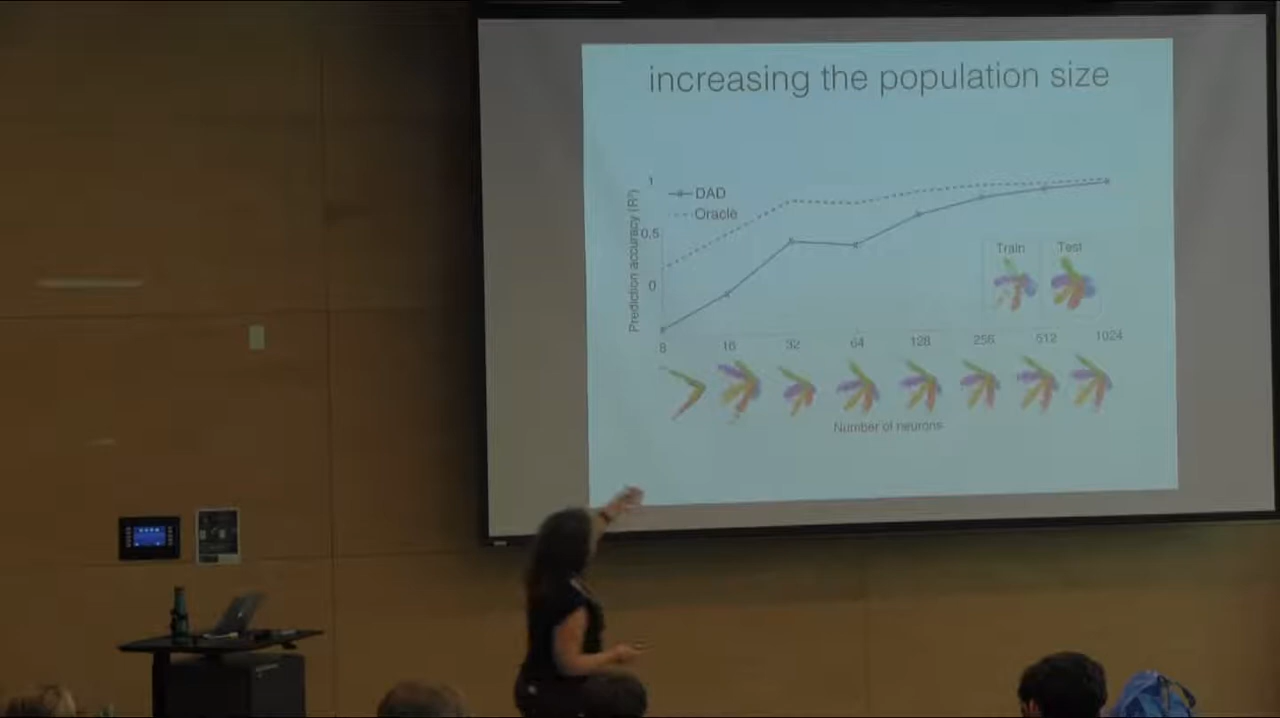 increasing the population size
1
DAD
Oracle
0.5
0
Prediction accuracy (R²)
Train Test
8 16 32 64 128 256 512 1024
Number of neurons